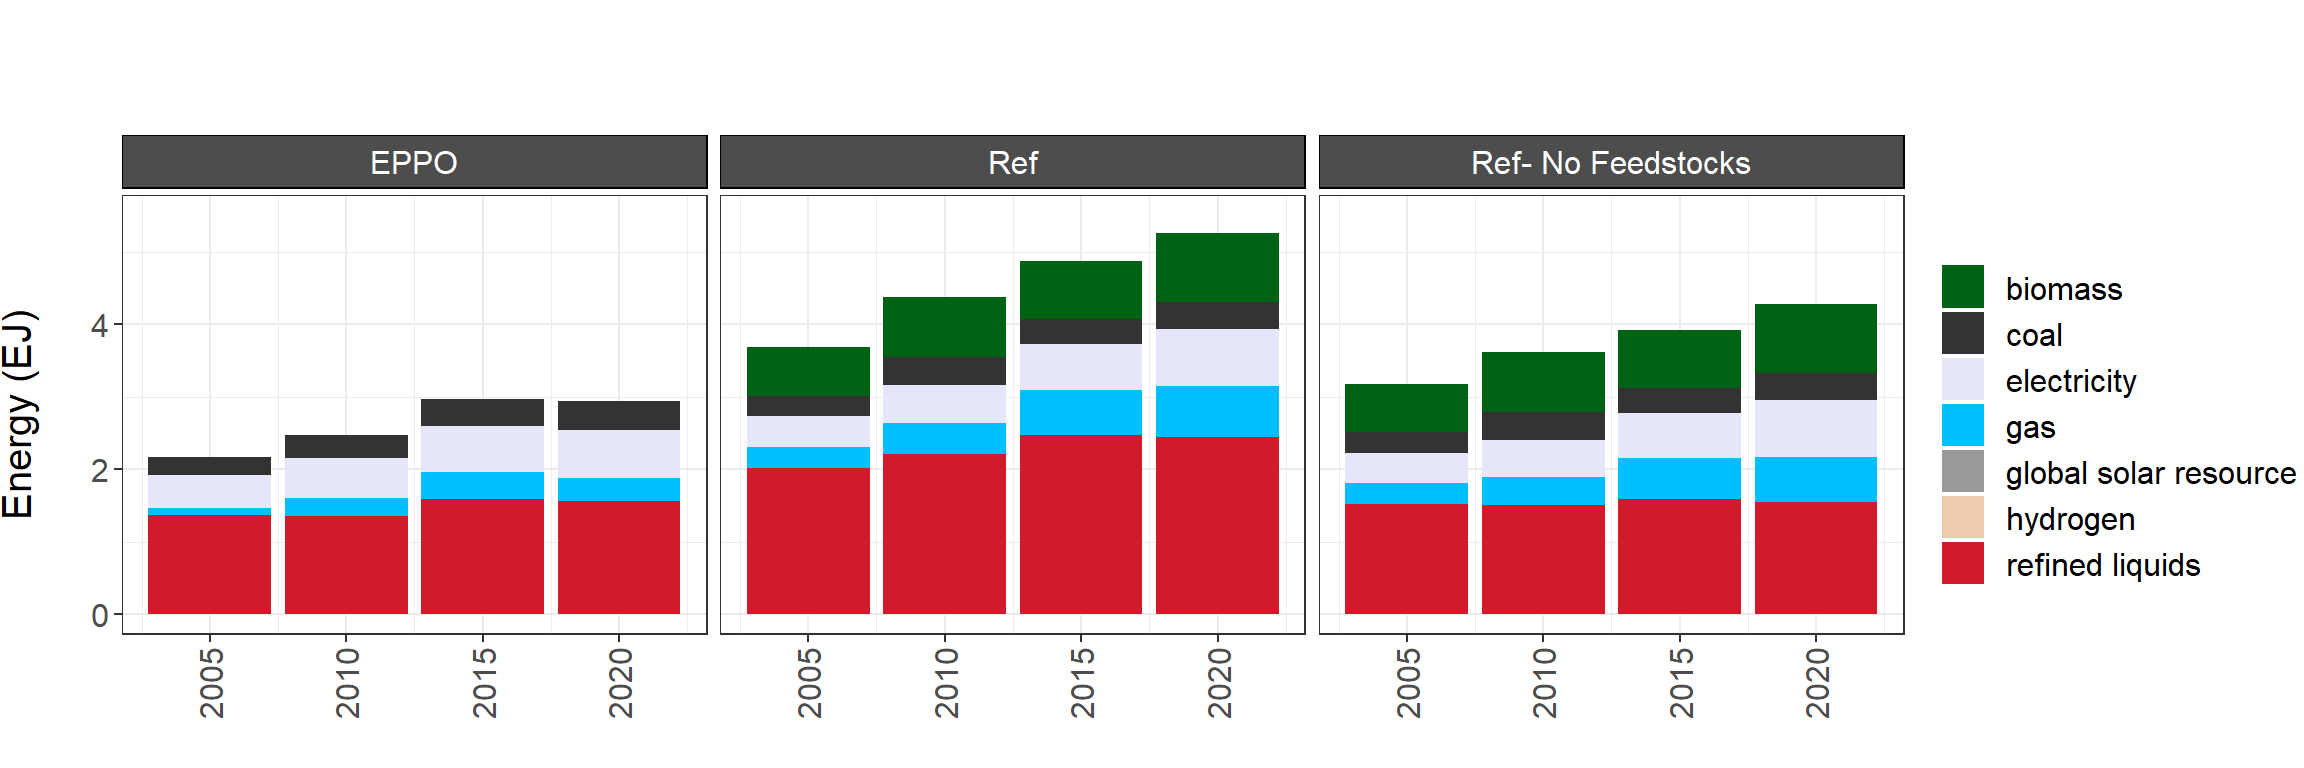 EPPO
Ref
Ref- No Feedstocks
Energy (EJ)
4
2
0
2005
2010
2015
2020
2005
2010
2015
2020
2005
2010
2015
2020
biomass
coal
electricity
gas
global solar resource
hydrogen
refined liquids